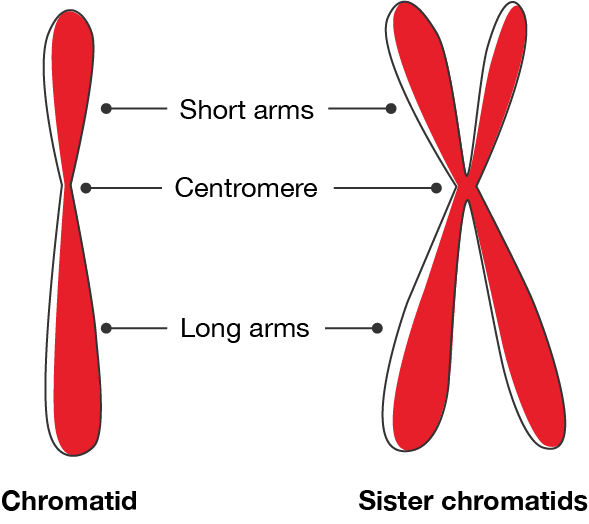 Short arms
Centromere
Long arms
Chromatid
Sister chromatids